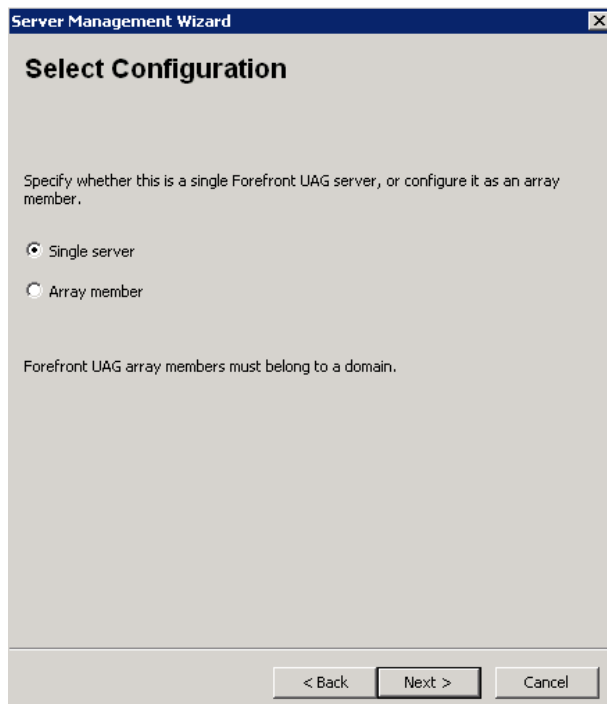 Server Management Wizard
Select Configuration
Specify whether this is a single Forefront UAG server, or configure it as an array
member.
Single server
Array member
Forefront UAG array members must belong to a domain.
< Back
Next >
Cancel